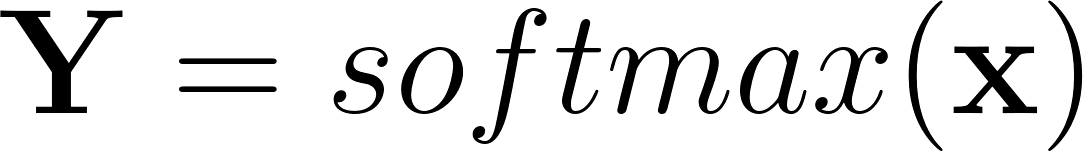 Y = softmax(x)